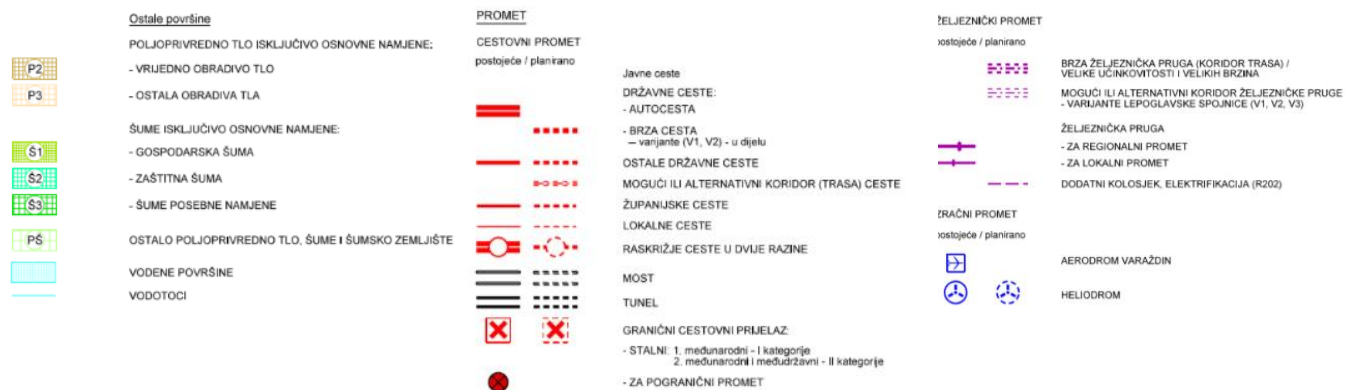 Ostale površine
POLJOPRIVREDNO TLO ISKLJUČIVO OSNOVNE NAMJENE:
P2
- VRIJEDNO OBRADIVO TLO
P3
- OSTALA OBRADIVA TLA
ŠUME ISKLJUČIVO OSNOVNE NAMJENE:
Š1
- GOSPODARSKA ŠUMA
Š2
- ZAŠTITNA ŠUMA
Š3
- ŠUME POSEBNE NAMJENE
PŠ
OSTALO POLJOPRIVREDNO TLO, ŠUME I ŠUMSKO ZEMLJIŠTE
VODENE POVRŠINE
VODOTOCI
PROMET
CESTOVNI PROMET
postojeće / planirano
Javne ceste
DRŽAVNE CESTE:
- AUTOCESTA
- BRZA CESTA
– varijante (V1, V2) - u dijelu
OSTALE DRŽAVNE CESTE
MOGUĆI ILI ALTERNATIVNI KORIDOR (TRASA) CESTE
ŽUPANIJSKE CESTE
LOKALNE CESTE
RASKRIŽJE CESTE U DVIJE RAZINE
MOST
TUNEL
GRANIČNI CESTOVNI PRIJELAZ:
- STALNI: 1. međunarodni - I kategorije
2. međunarodni i međudržavni - II kategorije
- ZA POGRANIČNI PROMET
ŽELJEZNIČKI PROMET
postojeće / planirano
BRZA ŽELJEZNIČKA PRUGA (KORIDOR TRASA) /
VELIKE UČINKOVITOSTI I VELIKIH BRZINA
MOGUĆI ILI ALTERNATIVNI KORIDOR ŽELJEZNIČKE PRUGE
- VARIJANTE LEPOGLAVSKE SPOJNICE (V1, V2, V3)
ŽELJEZNIČKA PRUGA
- ZA REGIONALNI PROMET
- ZA LOKALNI PROMET
DODATNI KOLOSJEK, ELEKTRIFIKACIJA (R202)
ZRAČNI PROMET
postojeće / planirano
AERODROM VARAŽDIN
HELIODROM